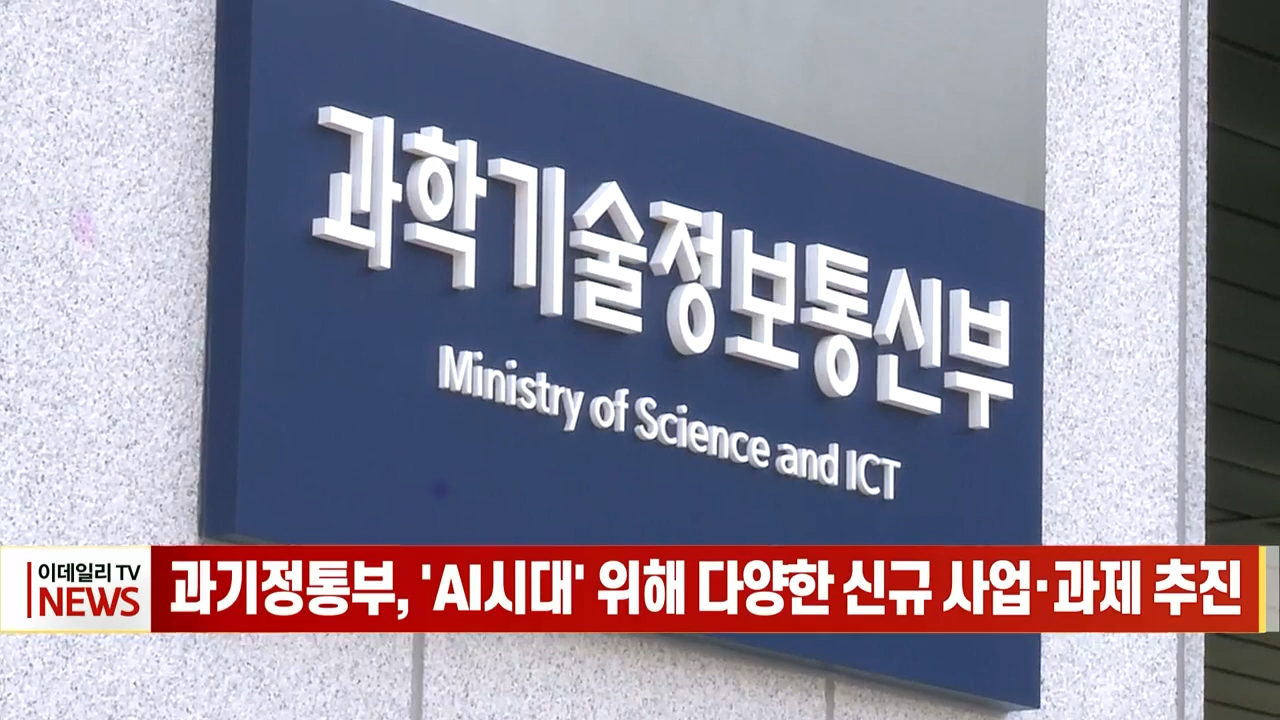 과학기술정보통신부
Ministry of Science and ICT
이데일리 TV
NEWS
과기정통부, 'AI시대' 위해 다양한 신규 사업·과제 추진